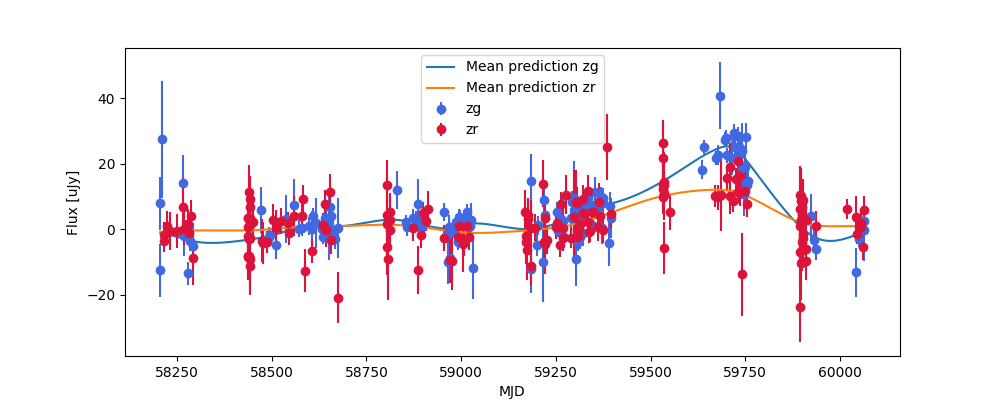 Mean prediction zg
Mean prediction zr
zg
zr
Flux [uJy]
40
20
0
−20
58250 58500 58750 59000 59250 59500 59750 60000
MJD